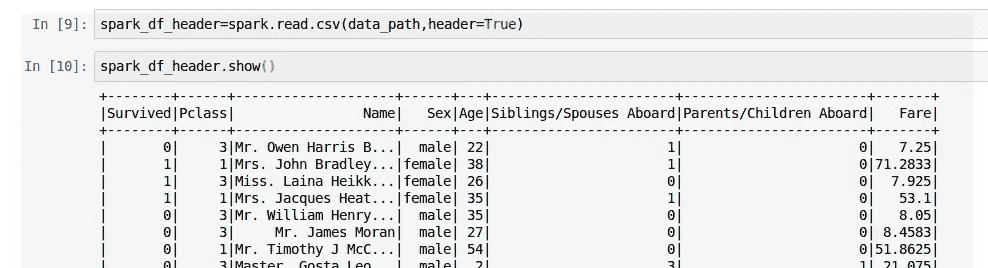 In [9]: spark_df_header=spark.read.csv(data_path,header=True)
In [10]: spark_df_header.show()
+--------+------+--------------------+------+---+-----------------------+-----------------------+-------+
|Survived|Pclass|                Name|   Sex|Age|Siblings/Spouses Aboard|Parents/Children Aboard|   Fare|
+--------+------+--------------------+------+---+-----------------------+-----------------------+-------+
|       0|     3|Mr. Owen Harris B...|  male| 22|                      1|                      0|   7.25|
|       1|     1|Mrs. John Bradley...|female| 38|                      1|                      0|71.2833|
|       1|     3|Miss. Laina Heikk...|female| 26|                      0|                      0|  7.925|
|       1|     1|Mrs. Jacques Heat...|female| 35|                      1|                      0|   53.1|
|       0|     3|Mr. William Henry...|  male| 35|                      0|                      0|   8.05|
|       0|     3|     Mr. James Moran|  male| 27|                      0|                      0| 8.4583|
|       0|     1|Mr. Timothy J McC...|  male| 54|                      0|                      0|51.8625|
|       0|     3|Master. Gosta Leo...|  male|  2|                      3|                      1| 21.075|